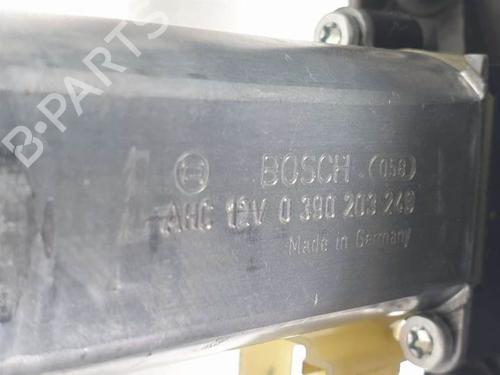 B-PARTS
BOSCH (058)
AHC 12V 0 390 203 249
Made in Germany